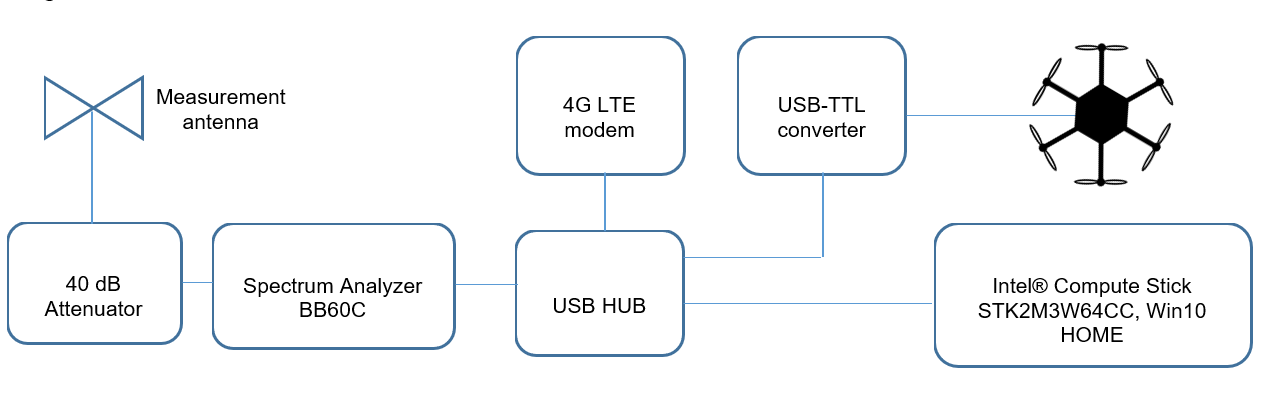 4G LTE
modem
USB-TTL
converter
Measurement
antenna
40 dB
Attenuator
Spectrum Analyzer
BB60C
USB HUB
Intel® Compute Stick
STK2M3W64CC, Win10
HOME